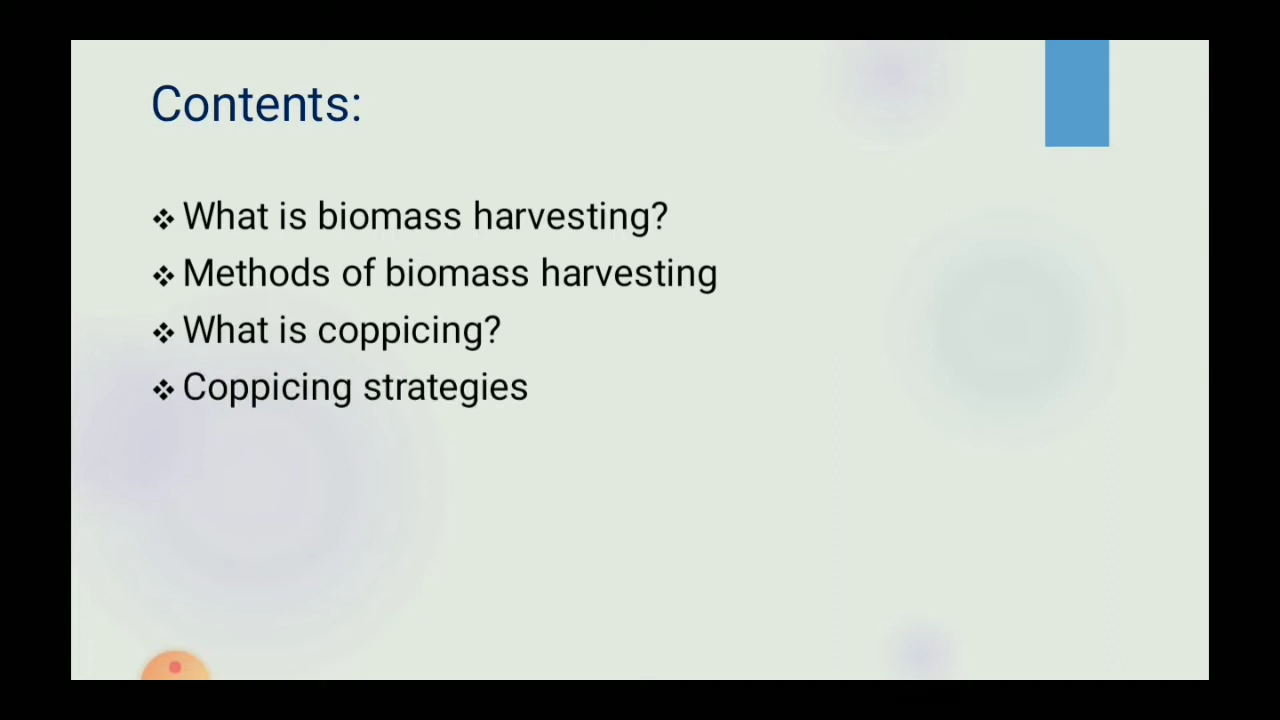 Contents:
❖ What is biomass harvesting?
❖ Methods of biomass harvesting
❖ What is coppicing?
❖ Coppicing strategies